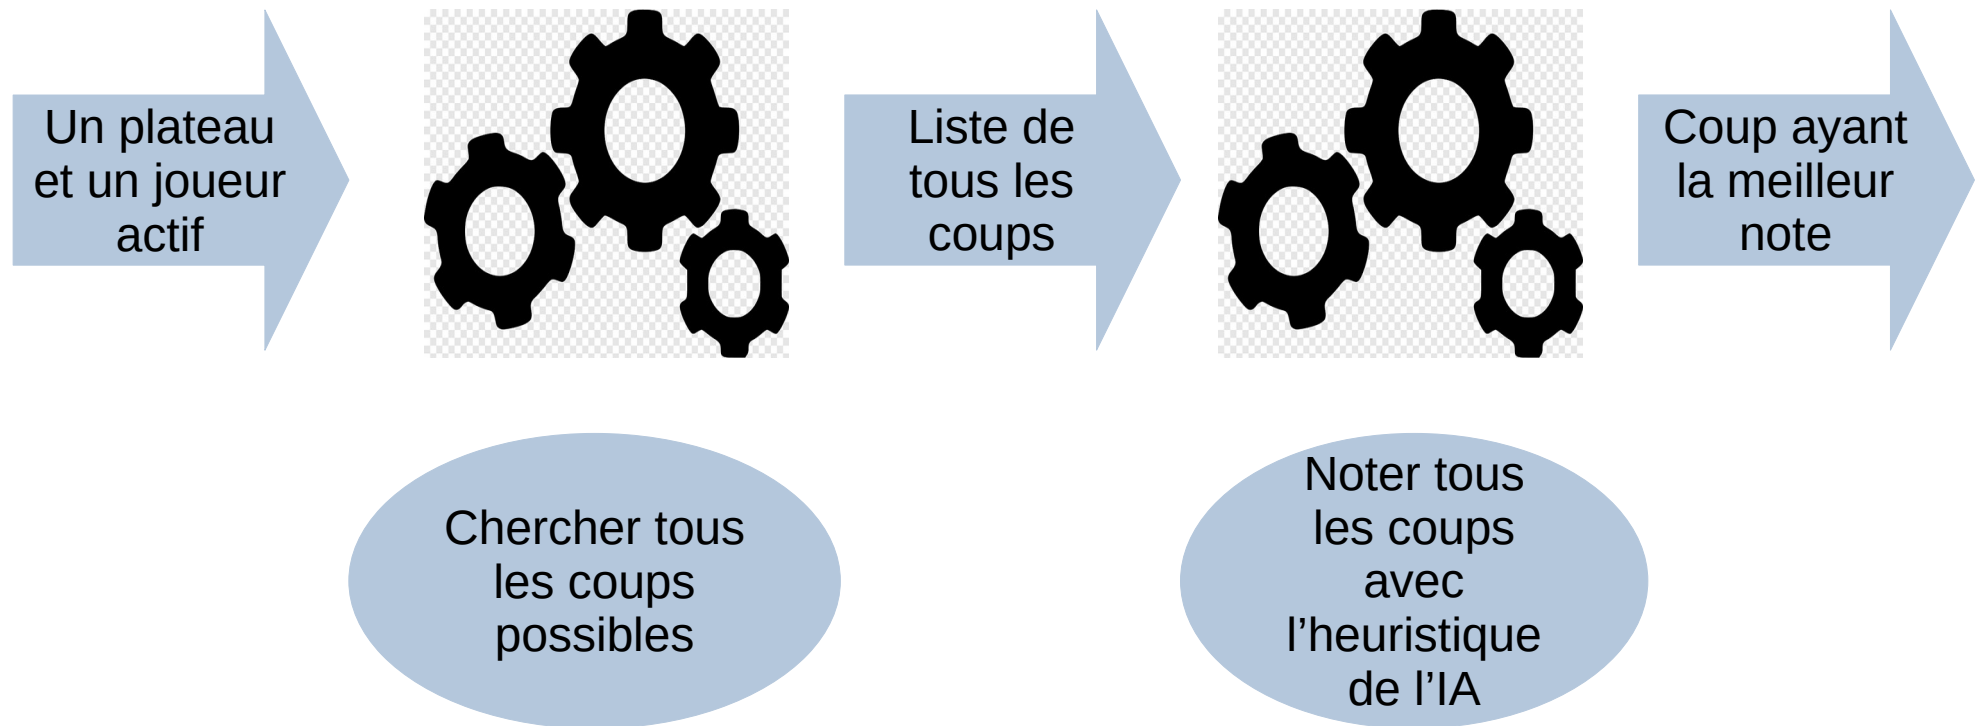 Un plateau
et un joueur
actif
Liste de
tous les
coups
Coup ayant
la meilleur
note
Chercher tous
les coups
possibles
Noter tous
les coups
avec
l’heuristique
de l’IA